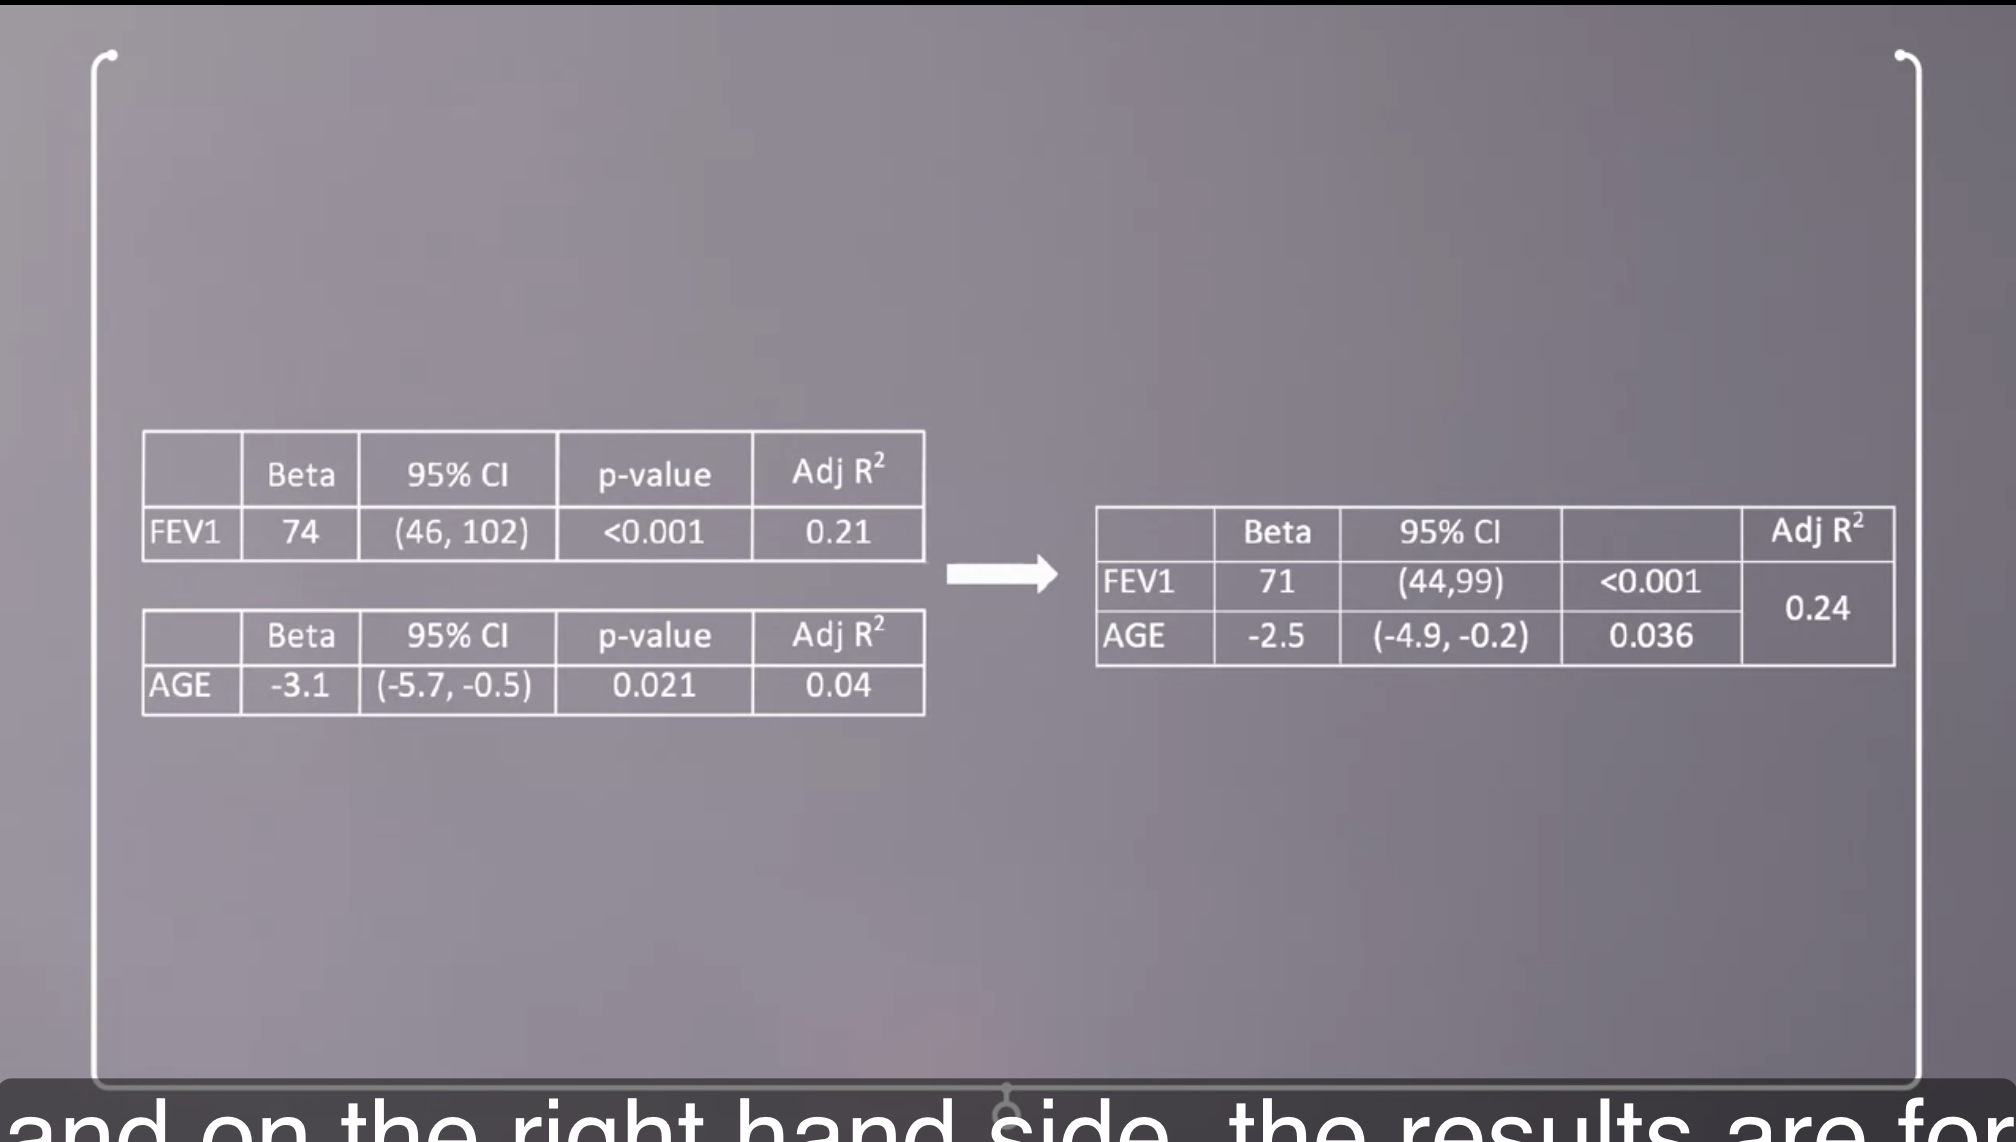 Beta 95% CI p-value Adj R²
FEV1 74 (46, 102) <0.001 0.21
Beta 95% CI p-value Adj R²
AGE -3.1 (-5.7, -0.5) 0.021 0.04
Beta 95% CI Adj R²
FEV1 71 (44,99) <0.001 0.24
AGE -2.5 (-4.9, -0.2) 0.036
and on the right hand side, the results are for